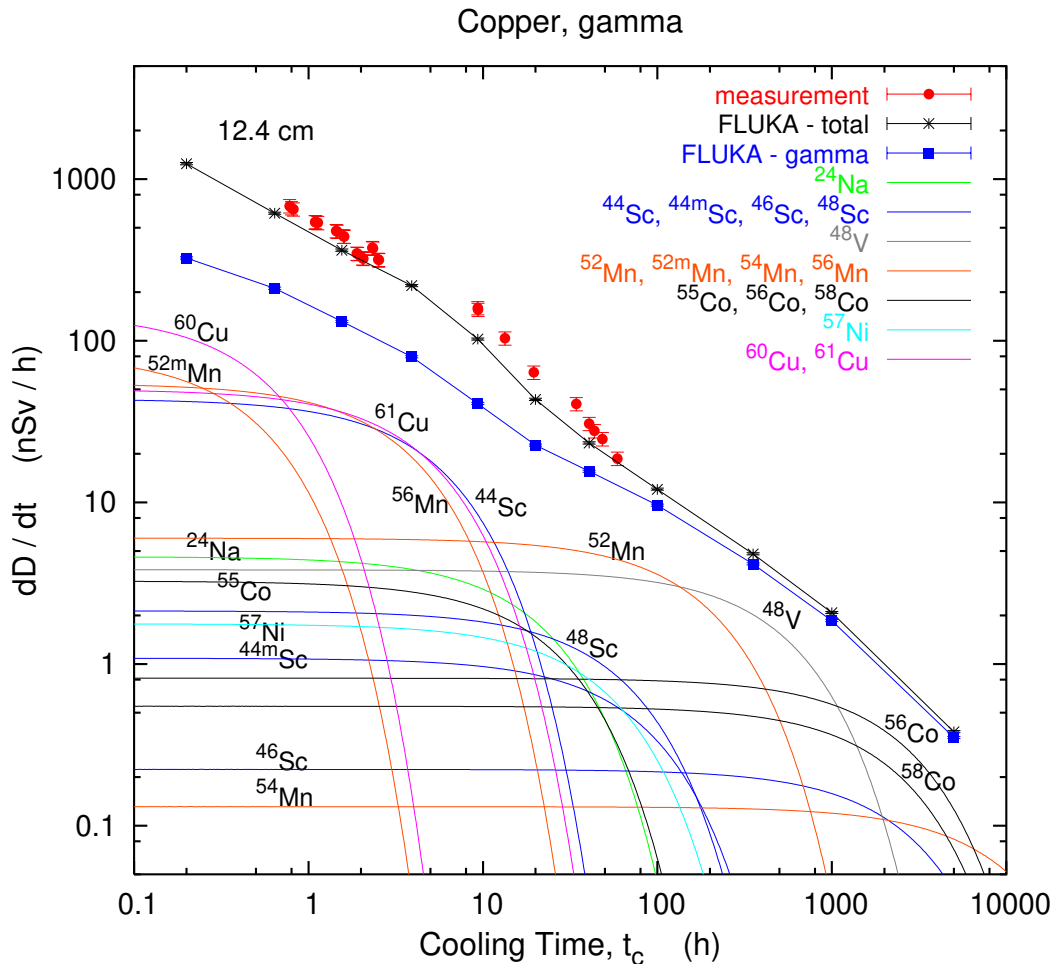 Copper, gamma
12.4 cm
measurement
FLUKA - total
FLUKA - gamma
²⁴Na
⁴⁴Sc, ⁴⁴ᵐSc, ⁴⁶Sc, ⁴⁸Sc
⁴⁸V
⁵²Mn, ⁵²ᵐMn, ⁵⁴Mn, ⁵⁶Mn
⁵⁵Co, ⁵⁶Co, ⁵⁸Co
⁵⁷Ni
⁶⁰Cu, ⁶¹Cu
dD / dt (nSv / h)
1000
100
10
1
0.1
⁶⁰Cu
⁵²ᵐMn
⁶¹Cu
⁵⁶Mn
⁴⁴Sc
²⁴Na
⁵²Mn
⁵⁵Co
⁵⁷Ni
⁴⁸Sc
⁴⁸V
⁴⁴ᵐSc
⁵⁶Co
⁴⁶Sc
⁵⁸Co
⁵⁴Mn
0.1 1 10 100 1000 10000
Cooling Time, t_c (h)